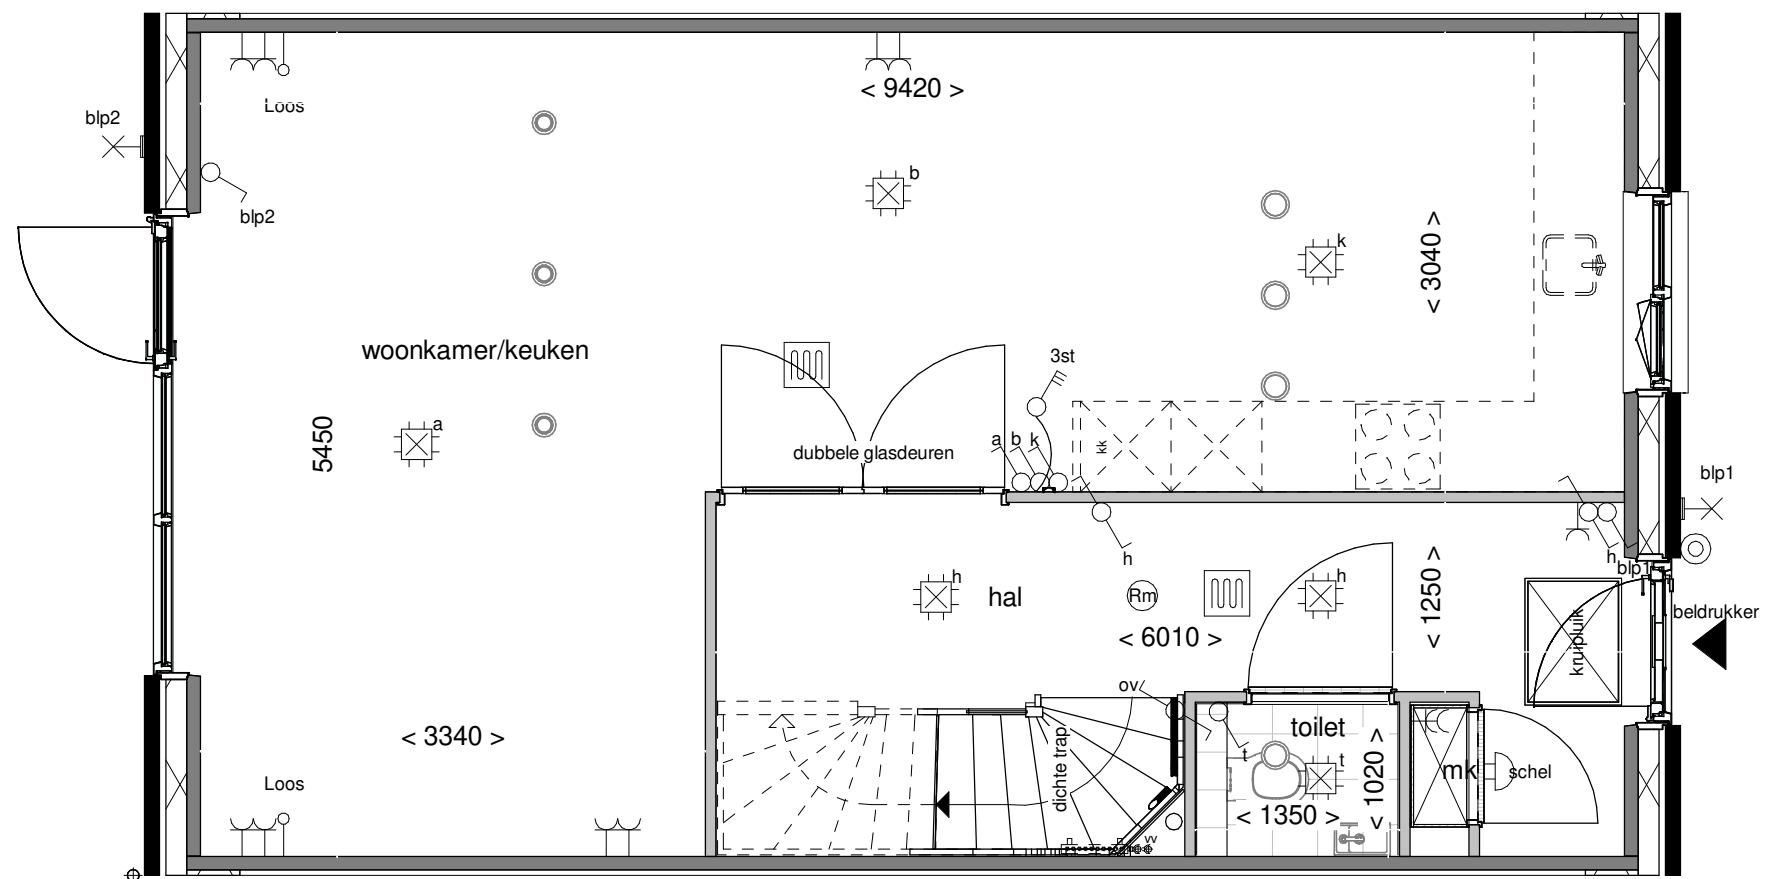 Loos
blp2
< 9420 >
b
blp2
k
< 3040 >
woonkamer/keuken
3st
a
5450
dubbele glasdeuren
a b k
kk
blp1
h
h
blp1
h
hal
Rm
h
< 1250 >
< 6010 >
kruipluik
beldrukker
ov
< 3340 >
dichte trap
toilet
t
t
< 1020 >
mk
schel
Loos
< 1350 >
vv